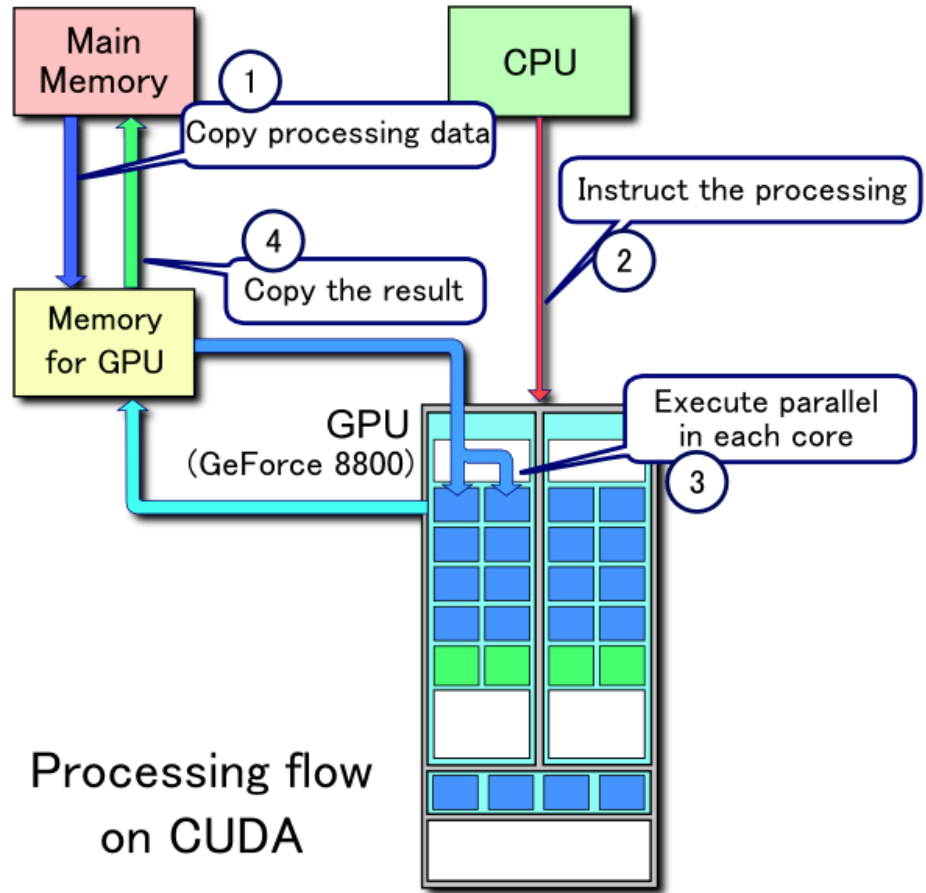 Main
Memory
CPU
1
Copy processing data
Instruct the processing
2
4
Copy the result
Memory
for GPU
GPU
(GeForce 8800)
Execute parallel
in each core
3
Processing flow
on CUDA